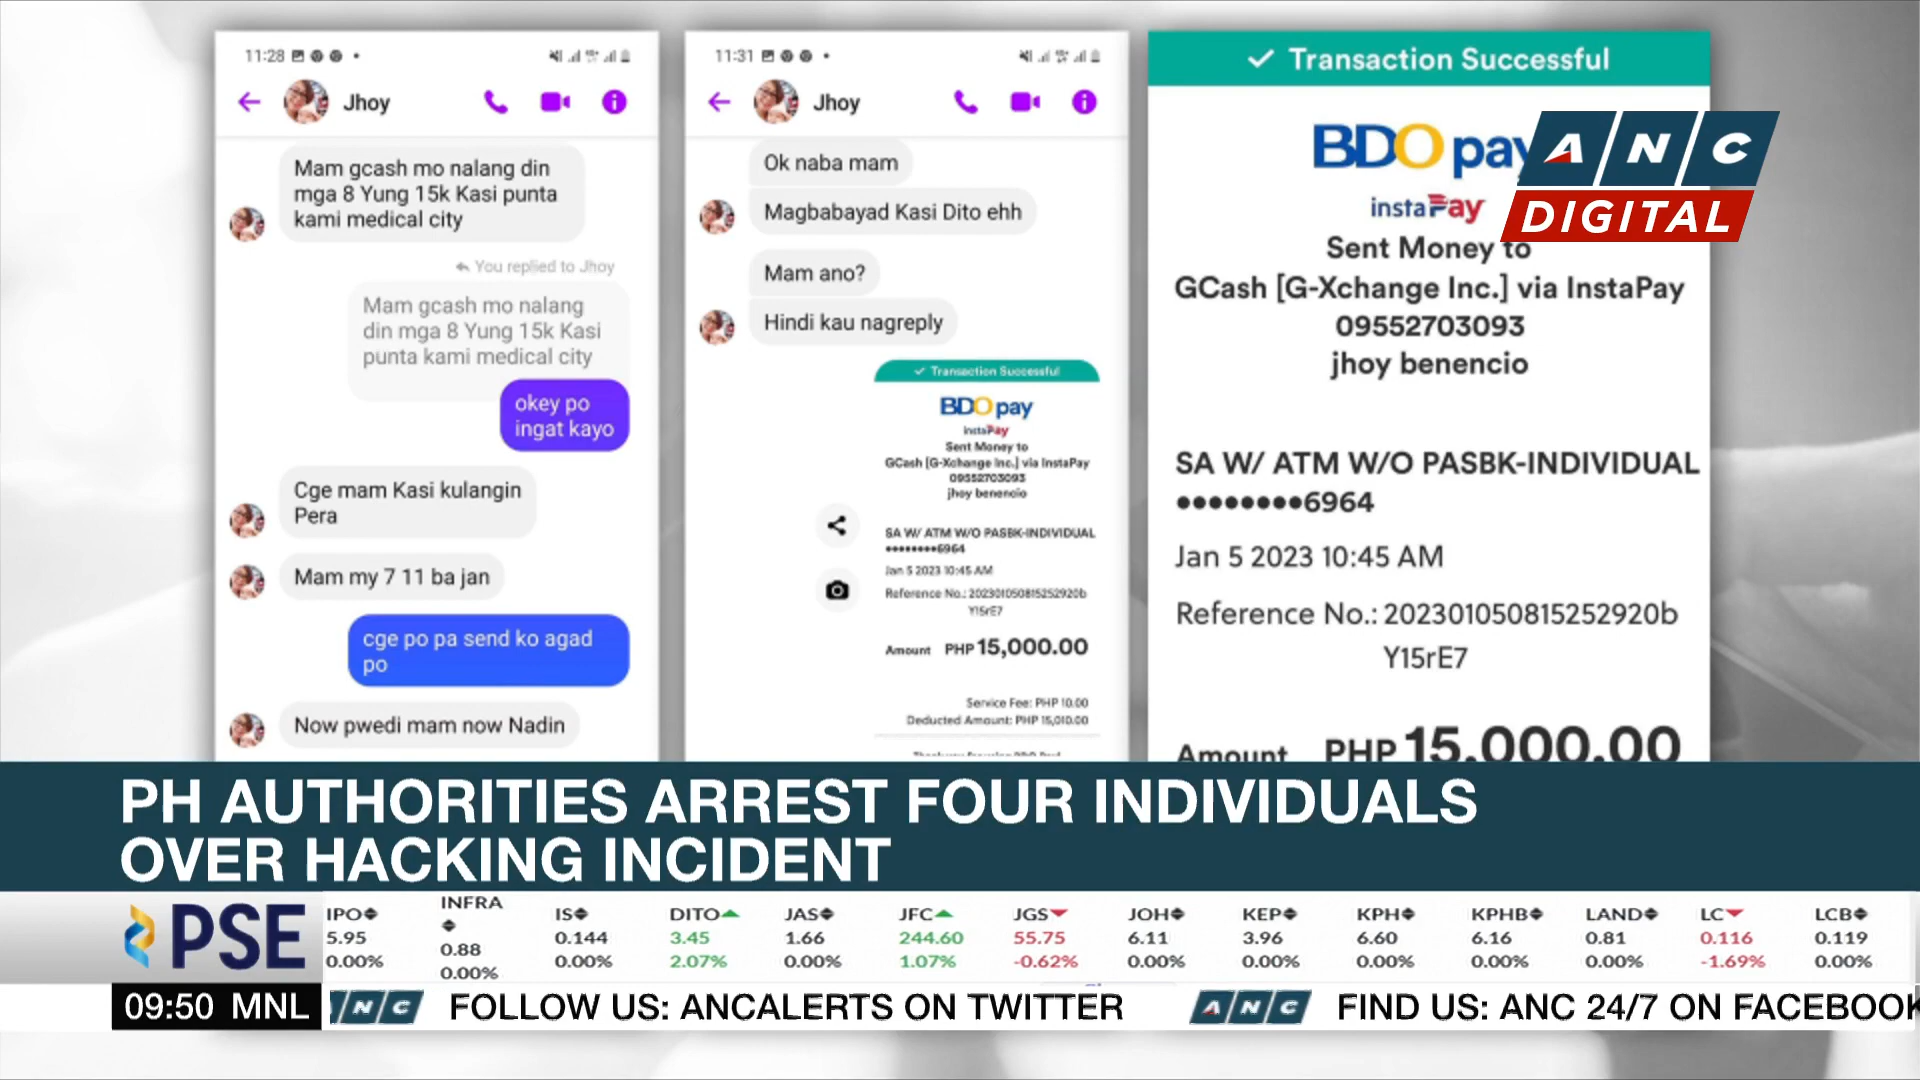 11:28
Jhoy
Mam gcash mo nalang din
mga 8 Yung 15k Kasi punta
kami medical city
You replied to Jhoy
Mam gcash mo nalang
din mga 8 Yung 15k Kasi
punta kami medical city
okey po
ingat kayo
Cge mam Kasi kulangin
Pera
Mam my 7 11 ba jan
cge po pa send ko agad
po
Now pwedi mam now Nadin
11:31
Jhoy
Ok naba mam
Magbabayad Kasi Dito ehh
Mam ano?
Hindi kau nagreply
Transaction Successful
BDO pay
instaPay
Sent Money to
GCash [G-Xchange Inc.] via InstaPay
09552703093
jhoy benencio
SA W/ ATM W/O PASBK-INDIVIDUAL
••••••••6964
Jan 5 2023 10:45 AM
Reference No.: 202301050815252920b
Y15rE7
Amount PHP 15,000.00
Service Fee: PHP 10.00
Deducted Amount: PHP 15,010.00
Transaction Successful
BDO pay
instaPay
Sent Money to
GCash [G-Xchange Inc.] via InstaPay
09552703093
jhoy benencio
SA W/ ATM W/O PASBK-INDIVIDUAL
••••••••6964
Jan 5 2023 10:45 AM
Reference No.: 202301050815252920b
Y15rE7
Amount PHP 15,000.00
ANC
DIGITAL
PH AUTHORITIES ARREST FOUR INDIVIDUALS
OVER HACKING INCIDENT
PSE
IPO
5.95
0.00%
INFRA
0.88
0.00%
IS
0.144
0.00%
DITO
3.45
2.07%
JAS
1.66
0.00%
JFC
244.60
1.07%
JGS
55.75
-0.62%
JOH
6.11
0.00%
KEP
3.96
0.00%
KPH
6.60
0.00%
KPHB
6.16
0.00%
LAND
0.81
0.00%
LC
0.116
-1.69%
LCB
0.119
0.00%
09:50 MNL
ANC FOLLOW US: ANCALERTS ON TWITTER ANC FIND US: ANC 24/7 ON FACEBOOK